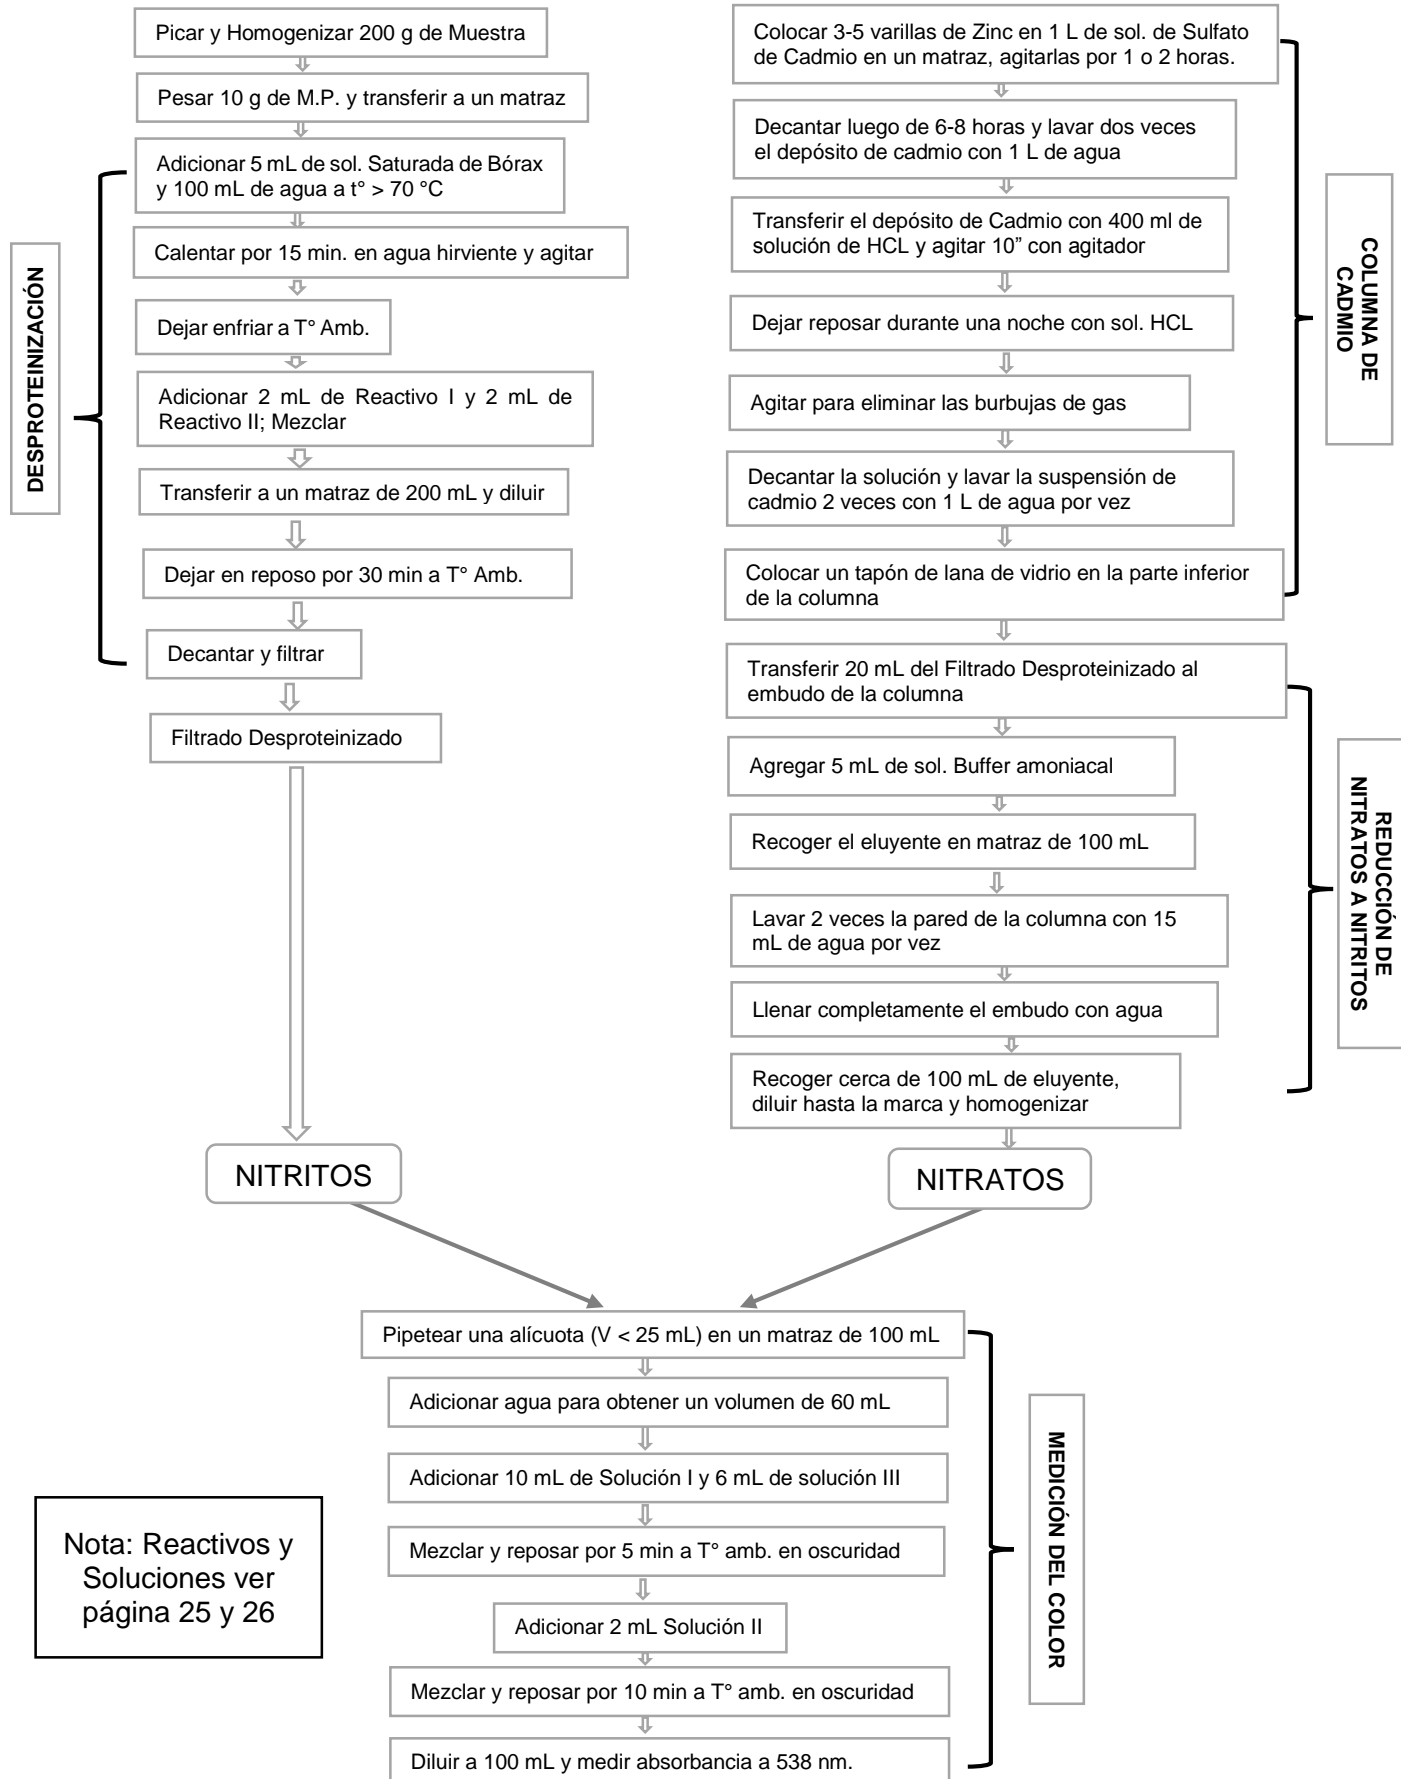 Picar y Homogenizar 200 g de Muestra
Pesar 10 g de M.P. y transferir a un matraz
Adicionar 5 mL de sol. Saturada de Bórax
y 100 mL de agua a t° > 70 °C
Calentar por 15 min. en agua hirviente y agitar
Dejar enfriar a T° Amb.
Adicionar 2 mL de Reactivo I y 2 mL de
Reactivo II; Mezclar
Transferir a un matraz de 200 mL y diluir
Dejar en reposo por 30 min a T° Amb.
Decantar y filtrar
Filtrado Desproteinizado
DESPROTEINIZACIÓN
NITRITOS
Colocar 3-5 varillas de Zinc en 1 L de sol. de Sulfato
de Cadmio en un matraz, agitarlas por 1 o 2 horas.
Decantar luego de 6-8 horas y lavar dos veces
el depósito de cadmio con 1 L de agua
Transferir el depósito de Cadmio con 400 ml de
solución de HCL y agitar 10” con agitador
Dejar reposar durante una noche con sol. HCL
Agitar para eliminar las burbujas de gas
Decantar la solución y lavar la suspensión de
cadmio 2 veces con 1 L de agua por vez
Colocar un tapón de lana de vidrio en la parte inferior
de la columna
COLUMNA DE
CADMIO
Transferir 20 mL del Filtrado Desproteinizado al
embudo de la columna
Agregar 5 mL de sol. Buffer amoniacal
Recoger el eluyente en matraz de 100 mL
Lavar 2 veces la pared de la columna con 15
mL de agua por vez
Llenar completamente el embudo con agua
Recoger cerca de 100 mL de eluyente,
diluir hasta la marca y homogenizar
REDUCCIÓN DE
NITRATOS A NITRITOS
NITRATOS
Pipetear una alícuota (V < 25 mL) en un matraz de 100 mL
Adicionar agua para obtener un volumen de 60 mL
Adicionar 10 mL de Solución I y 6 mL de solución III
Mezclar y reposar por 5 min a T° amb. en oscuridad
Adicionar 2 mL Solución II
Mezclar y reposar por 10 min a T° amb. en oscuridad
Diluir a 100 mL y medir absorbancia a 538 nm.
MEDICIÓN DEL COLOR
Nota: Reactivos y
Soluciones ver
página 25 y 26